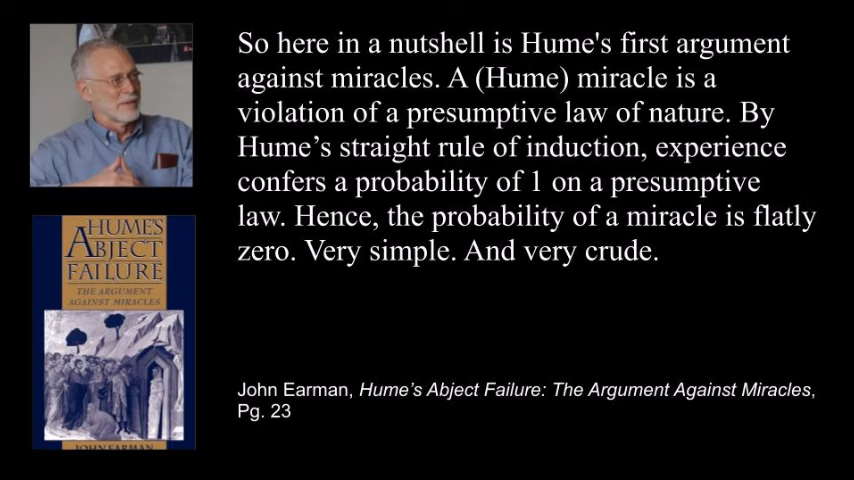 So here in a nutshell is Hume's first argument
against miracles. A (Hume) miracle is a
violation of a presumptive law of nature. By
Hume’s straight rule of induction, experience
confers a probability of 1 on a presumptive
law. Hence, the probability of a miracle is flatly
zero. Very simple. And very crude.
HUME'S
ABJECT
FAILURE
THE ARGUMENT
AGAINST MIRACLES
JOHN EARMAN
John Earman, Hume’s Abject Failure: The Argument Against Miracles,
Pg. 23